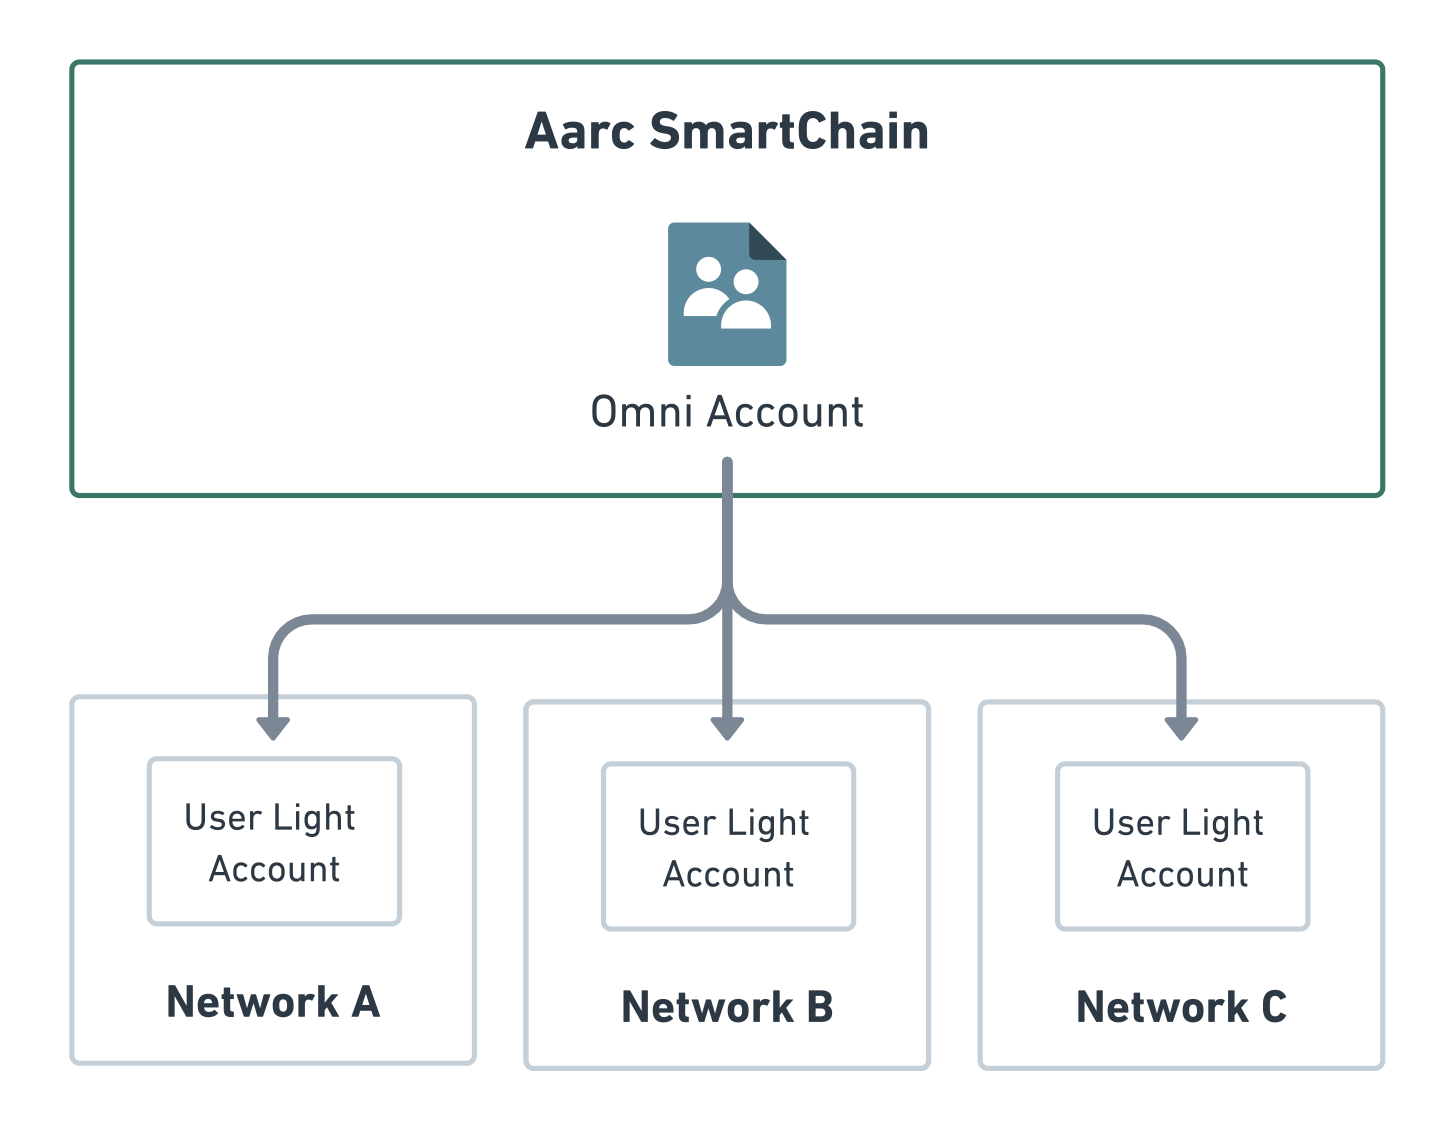 Aarc SmartChain
Omni Account
User Light
Account
Network A
User Light
Account
Network B
User Light
Account
Network C